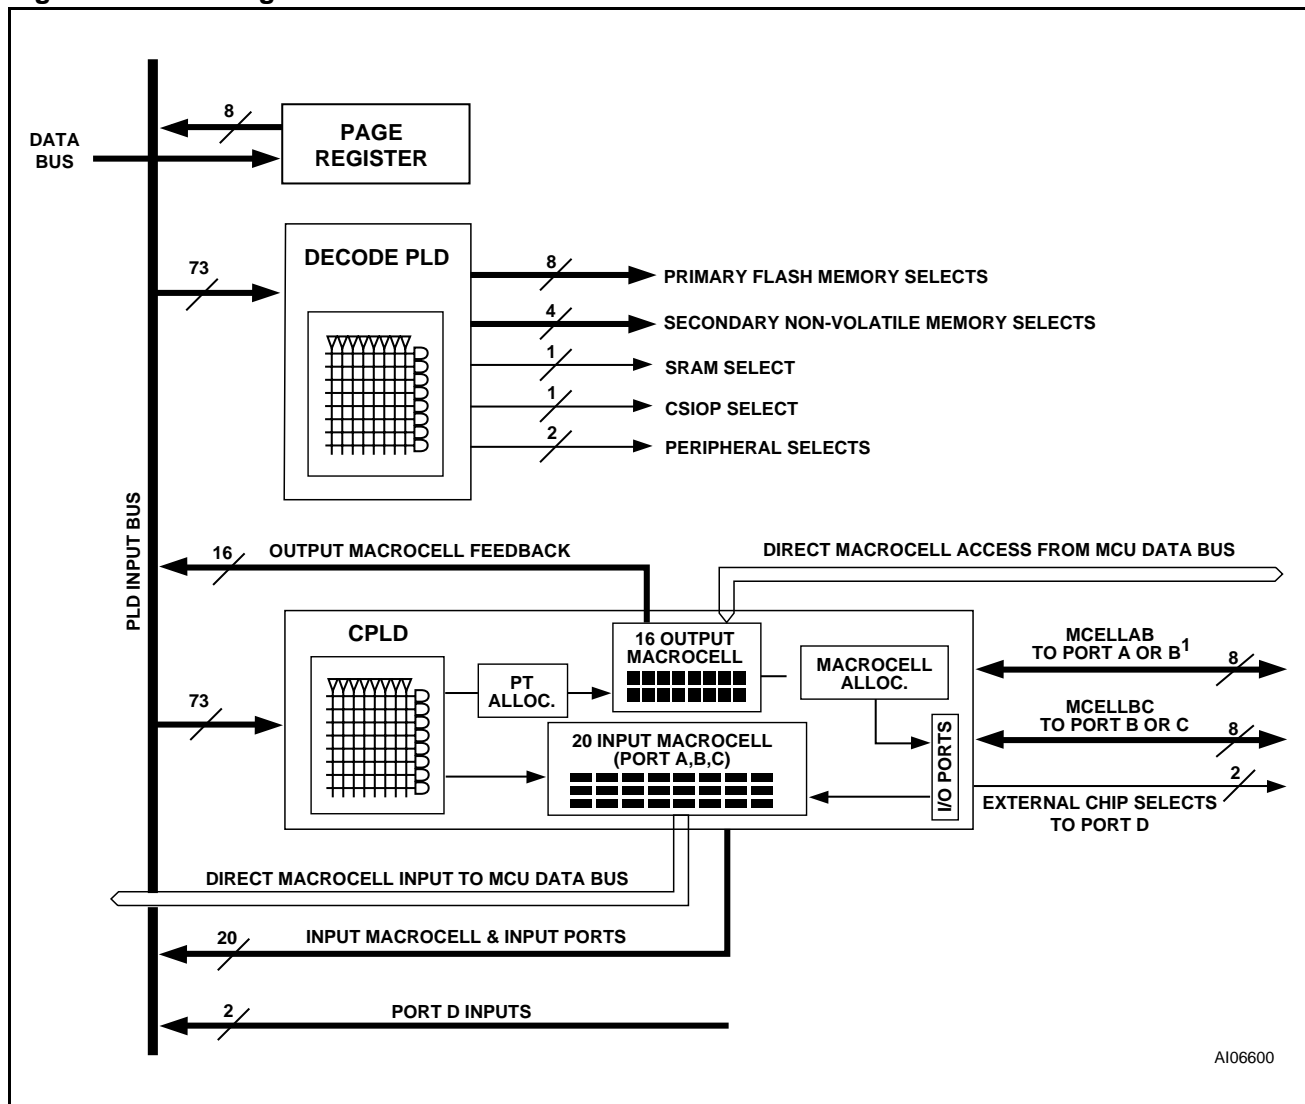 8
PAGE
REGISTER
DATA
BUS
DECODE PLD
73
8
PRIMARY FLASH MEMORY SELECTS
4
SECONDARY NON-VOLATILE MEMORY SELECTS
1
SRAM SELECT
1
CSIOP SELECT
2
PERIPHERAL SELECTS
PLD INPUT BUS
16
OUTPUT MACROCELL FEEDBACK
DIRECT MACROCELL ACCESS FROM MCU DATA BUS
CPLD
73
PT
ALLOC.
16 OUTPUT
MACROCELL
MACROCELL
ALLOC.
20 INPUT MACROCELL
(PORT A,B,C)
I/O PORTS
MCELLAB
TO PORT A OR B1
8
MCELLBC
TO PORT B OR C
8
2
EXTERNAL CHIP SELECTS
TO PORT D
DIRECT MACROCELL INPUT TO MCU DATA BUS
20
INPUT MACROCELL & INPUT PORTS
2
PORT D INPUTS
AI06600